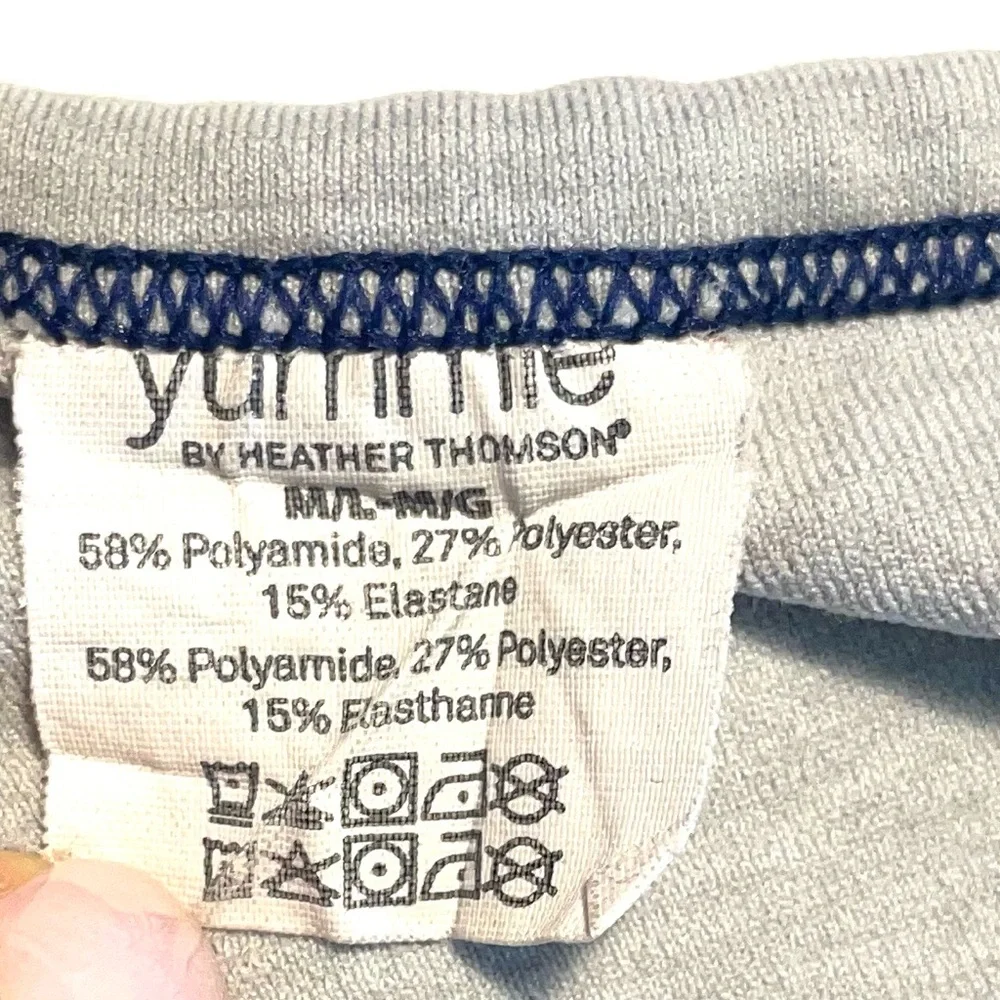 yummie
BY HEATHER THOMSON®
M/L-M/G
58% Polyamide, 27% Polyester,
15% Elastane
58% Polyamide, 27% Polyester,
15% Elasthanne